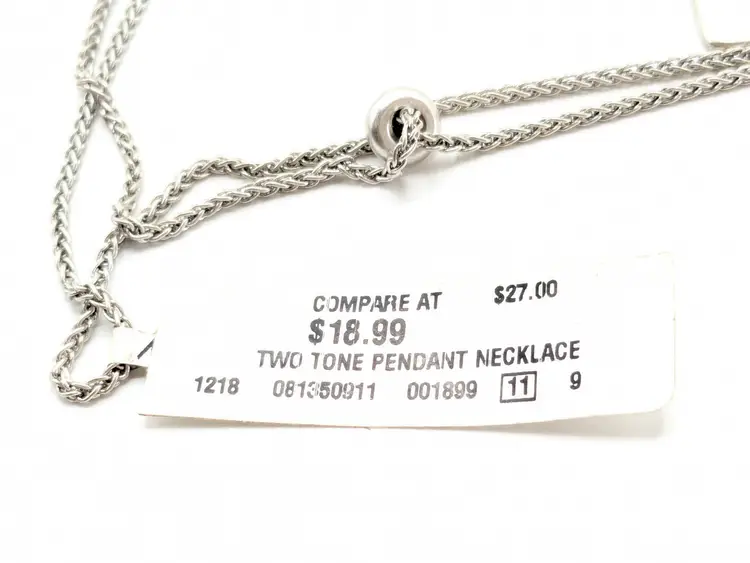 COMPARE AT $27.00
$18.99
TWO TONE PENDANT NECKLACE
1218 081350911 001899 11 9